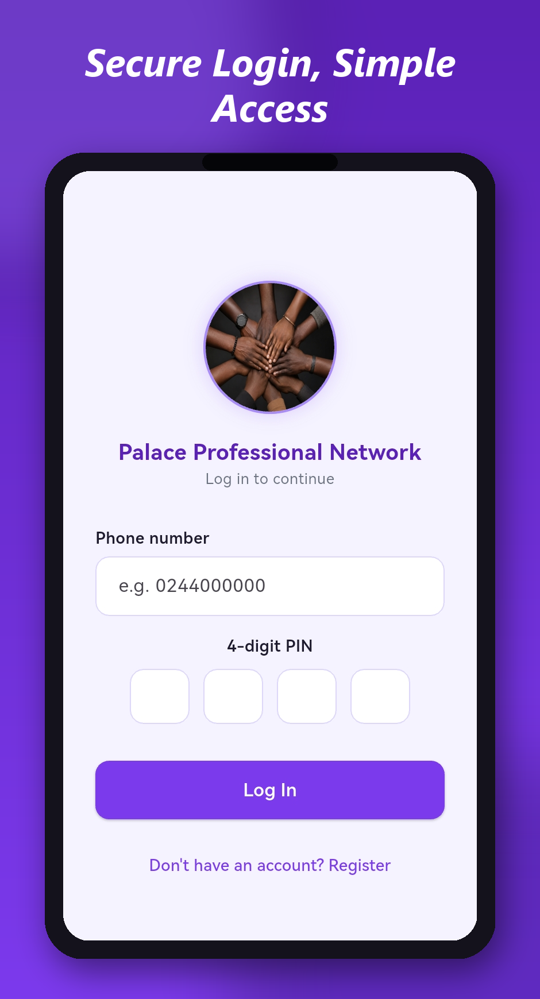 Secure Login, Simple
Access
Palace Professional Network
Log in to continue
Phone number
e.g. 0244000000
4-digit PIN
Log In
Don't have an account? Register